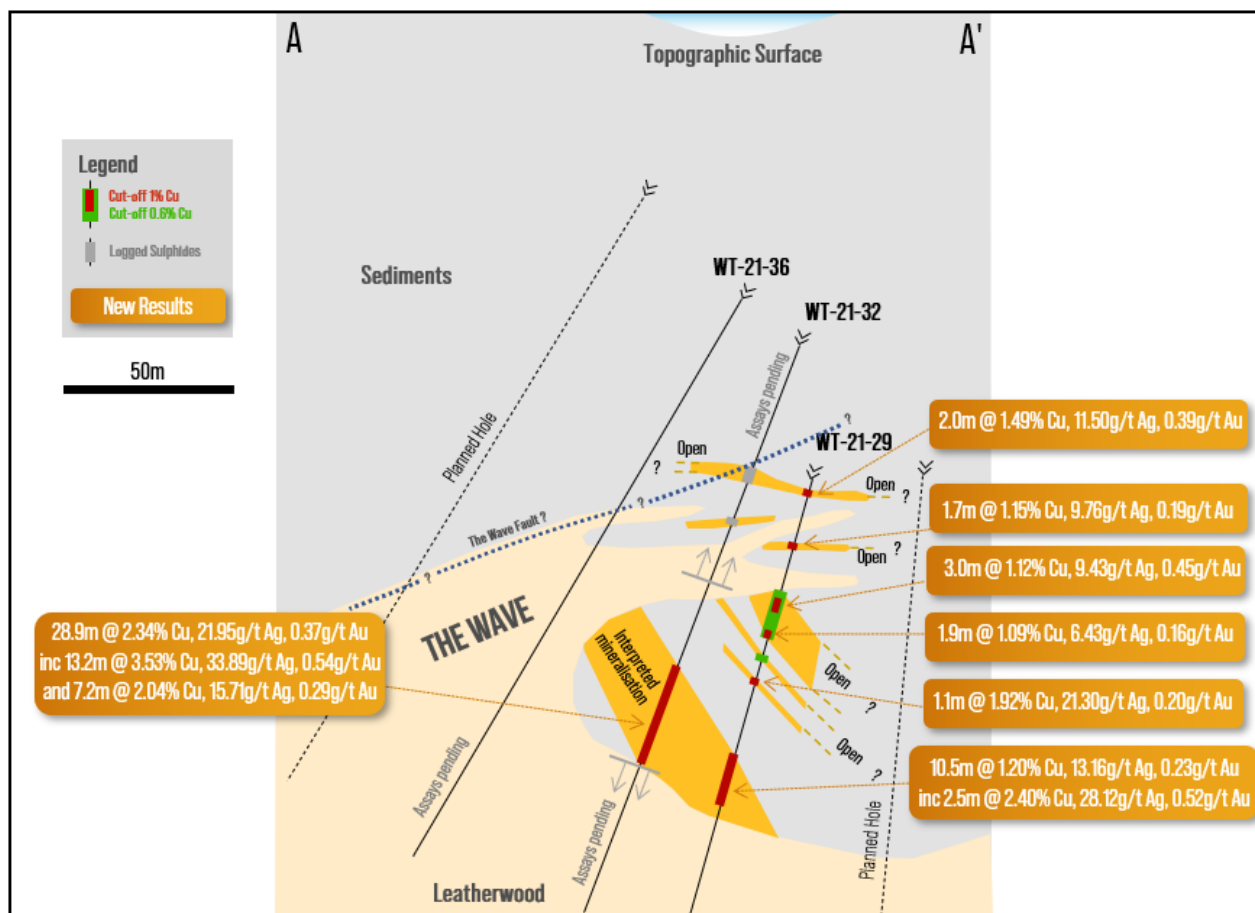 A
A'
Topographic Surface
Legend
Cut-off 1% Cu
Cut-off 0.6% Cu
Logged Sulphides
New Results
50m
Sediments
WT-21-36
WT-21-32
Assays pending
Planned Hole
WT-21-29
?
Open
?
Open
?
?
?
The Wave Fault ?
?
Open
?
THE WAVE
Interpreted
mineralisation
Open
?
Open
?
Assays pending
Assays pending
Planned Hole
Leatherwood
2.0m @ 1.49% Cu, 11.50g/t Ag, 0.39g/t Au
1.7m @ 1.15% Cu, 9.76g/t Ag, 0.19g/t Au
3.0m @ 1.12% Cu, 9.43g/t Ag, 0.45g/t Au
1.9m @ 1.09% Cu, 6.43g/t Ag, 0.16g/t Au
1.1m @ 1.92% Cu, 21.30g/t Ag, 0.20g/t Au
10.5m @ 1.20% Cu, 13.16g/t Ag, 0.23g/t Au
inc 2.5m @ 2.40% Cu, 28.12g/t Ag, 0.52g/t Au
28.9m @ 2.34% Cu, 21.95g/t Ag, 0.37g/t Au
inc 13.2m @ 3.53% Cu, 33.89g/t Ag, 0.54g/t Au
and 7.2m @ 2.04% Cu, 15.71g/t Ag, 0.29g/t Au